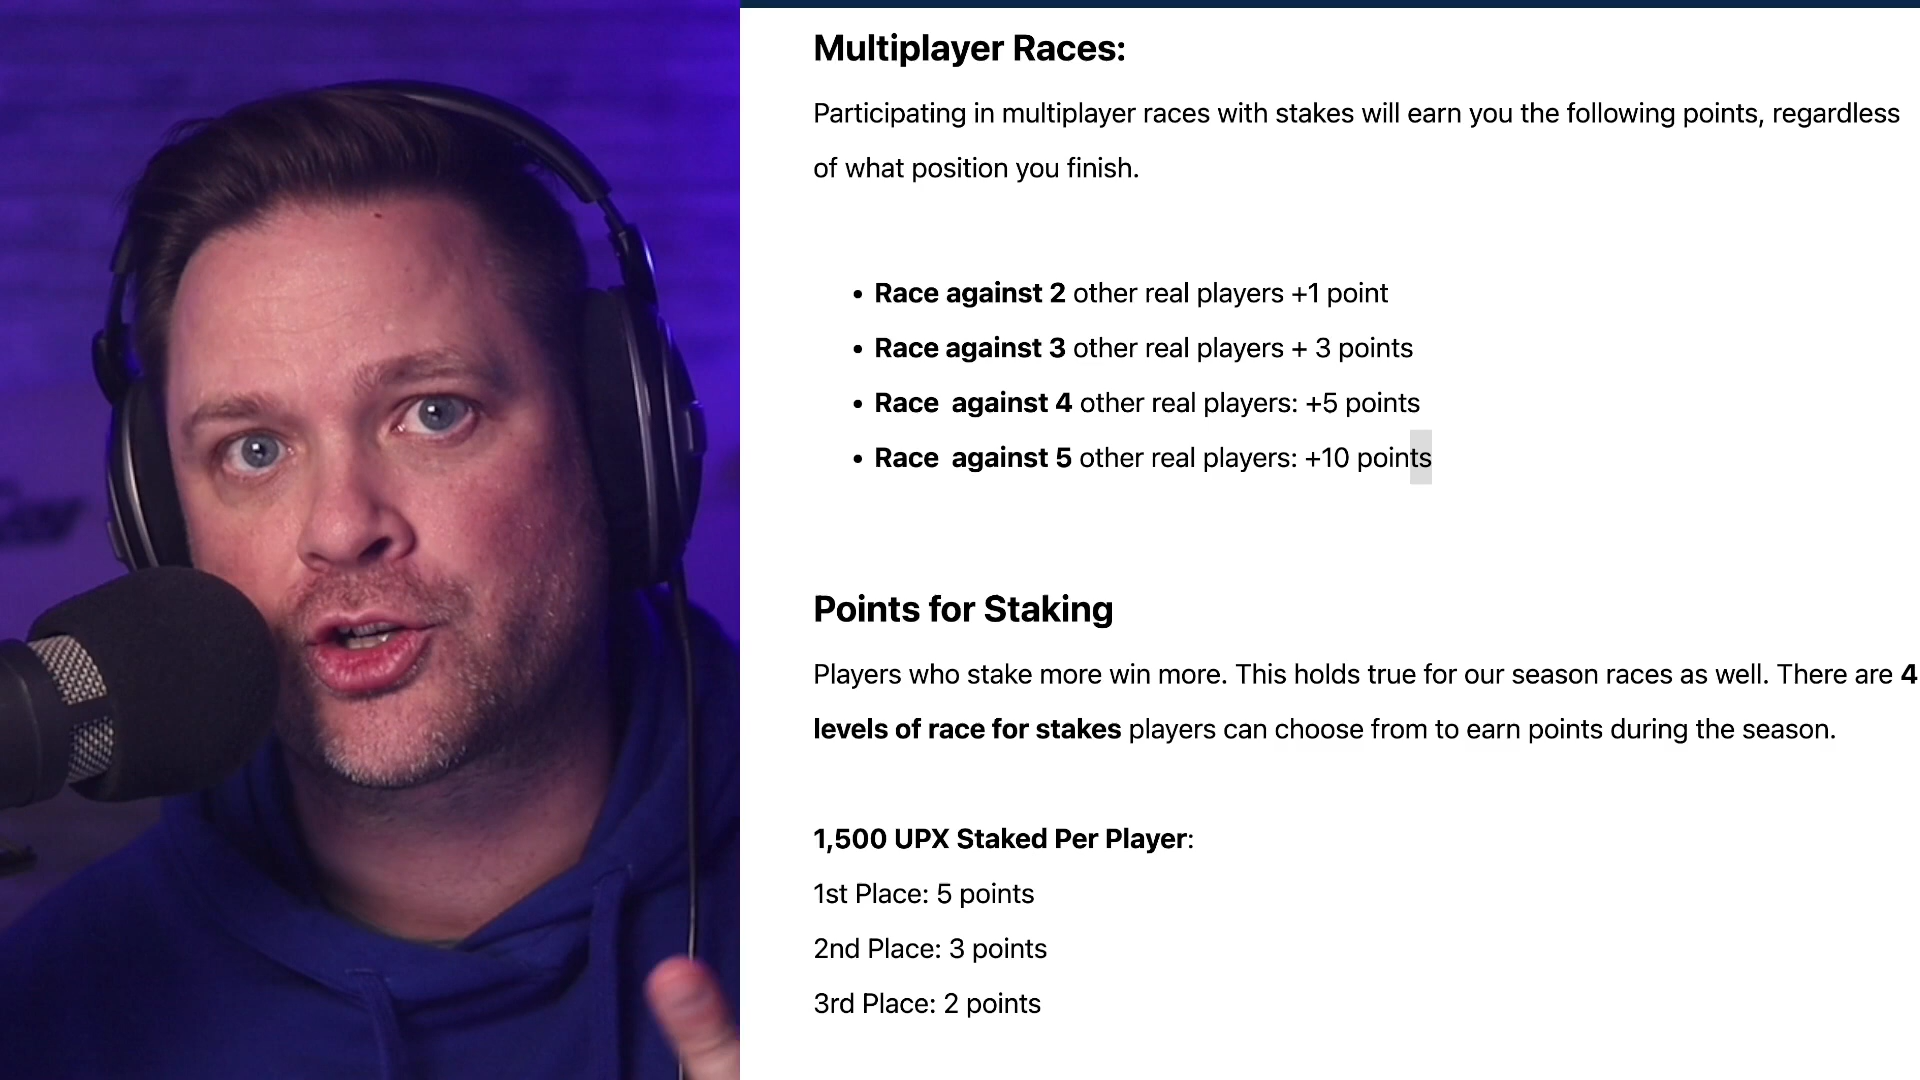 Multiplayer Races:
Participating in multiplayer races with stakes will earn you the following points, regardless
of what position you finish.
• Race against 2 other real players +1 point
• Race against 3 other real players + 3 points
• Race  against 4 other real players: +5 points
• Race  against 5 other real players: +10 points
Points for Staking
Players who stake more win more. This holds true for our season races as well. There are 4
levels of race for stakes players can choose from to earn points during the season.
1,500 UPX Staked Per Player:
1st Place: 5 points
2nd Place: 3 points
3rd Place: 2 points